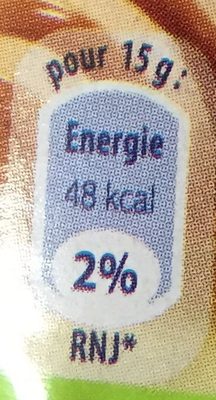 pour 15 g :
Energie
48 kcal
2%
RNJ*